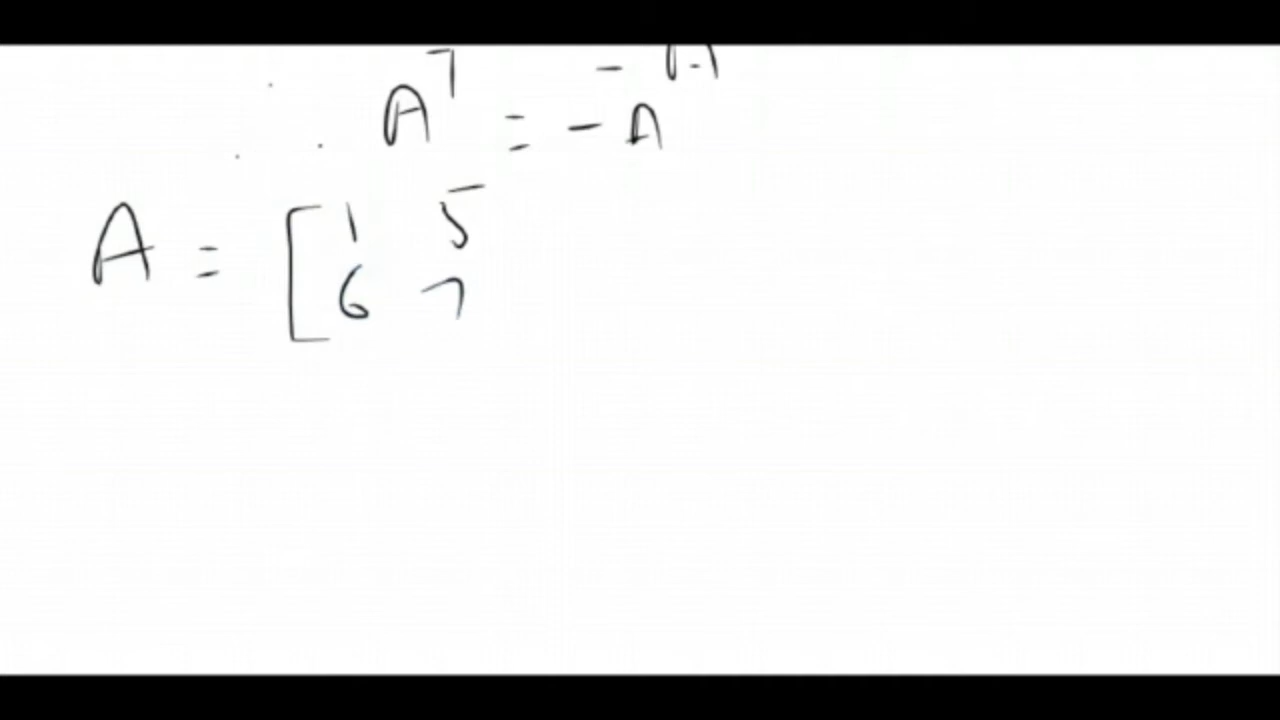 ∴ A^T = - A
A = [ 1 5
6 7